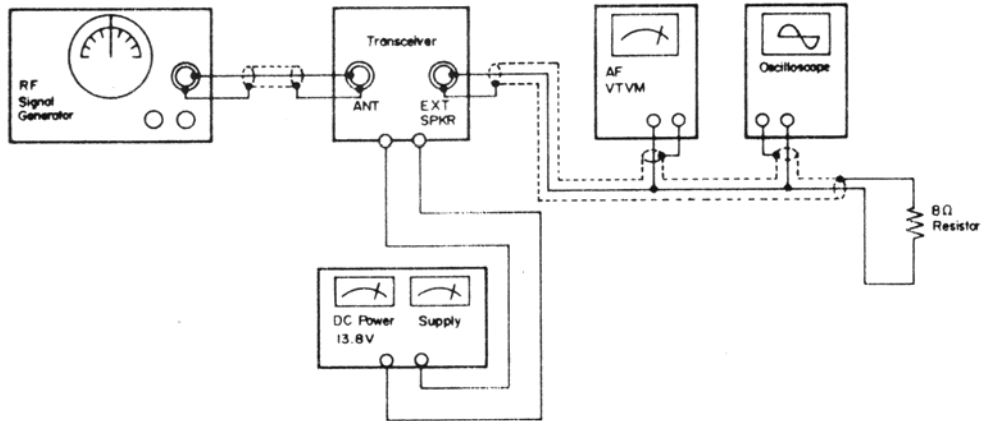 RF
Signal
Generator
Transceiver
ANT
EXT
SPKR
AF
VTVM
Oscilloscope
8Ω
Resistor
DC Power Supply
13.8V